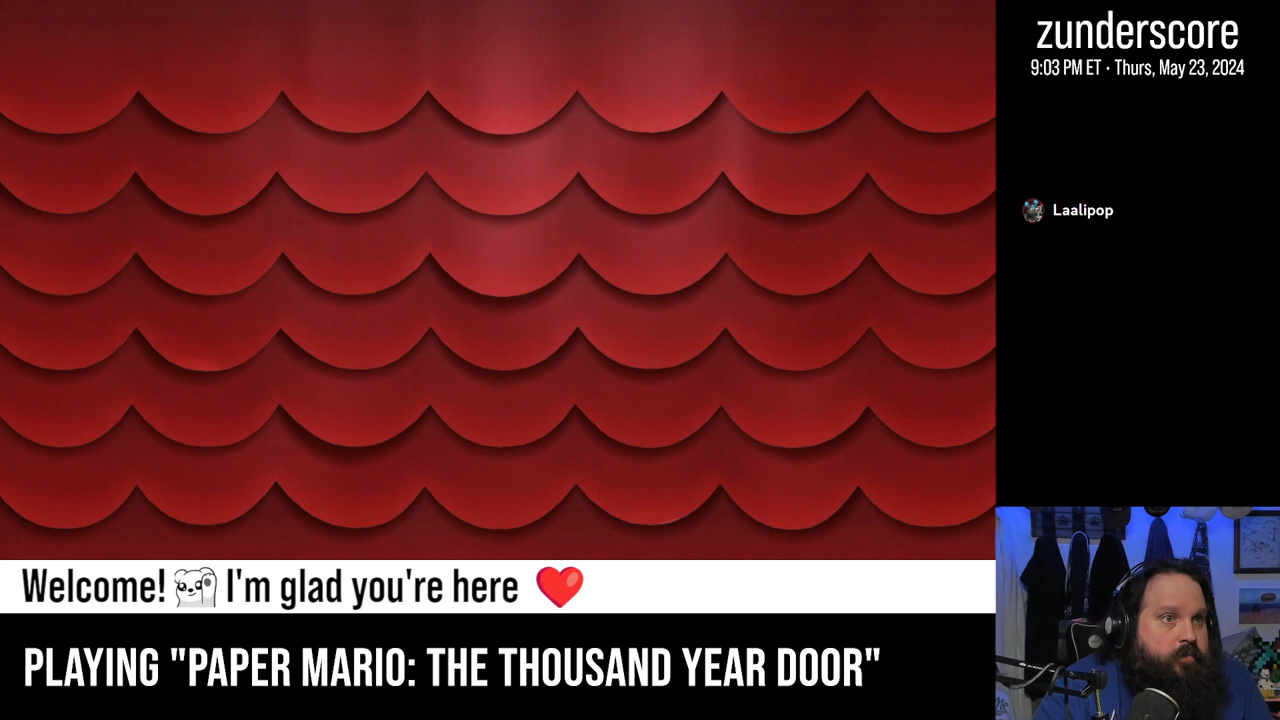 zunderscore
9:03 PM ET · Thurs, May 23, 2024
Laalipop
Welcome! I'm glad you're here
PLAYING "PAPER MARIO: THE THOUSAND YEAR DOOR"